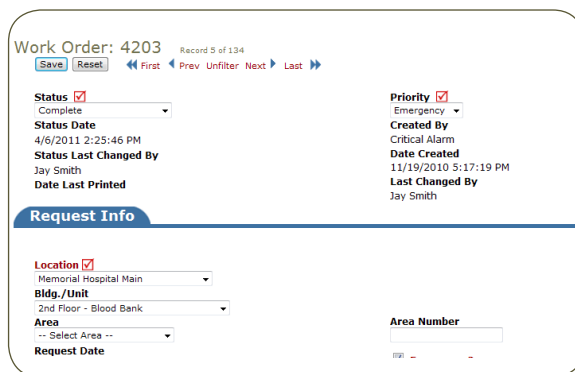 Work Order: 4203 Record 5 of 134
Save Reset First Prev Unfilter Next Last
Status Priority
Complete Emergency
Status Date Created By
4/6/2011 2:25:46 PM Critical Alarm
Status Last Changed By Date Created
Jay Smith 11/19/2010 5:17:19 PM
Date Last Printed Last Changed By
Jay Smith
Request Info
Location
Memorial Hospital Main
Bldg./Unit
2nd Floor - Blood Bank
Area Area Number
-- Select Area --
Request Date